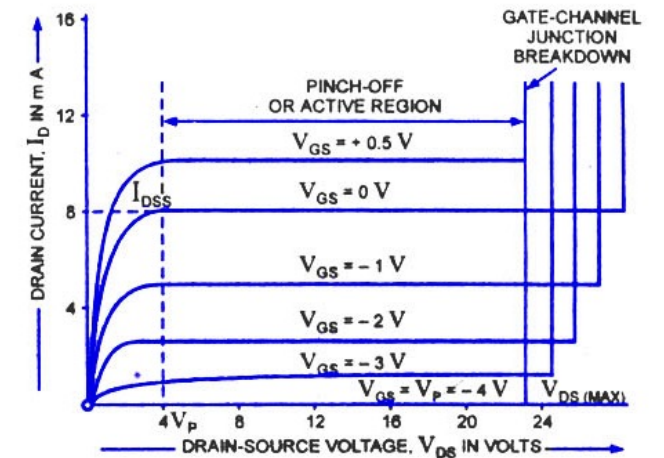 GATE-CHANNEL
JUNCTION
BREAKDOWN
16
PINCH-OFF
OR ACTIVE REGION
12
V_GS = + 0.5 V
I_DSS
V_GS = 0 V
8
V_GS = – 1 V
4
V_GS = – 2 V
V_GS = – 3 V
V_GS = V_P = – 4 V
V_DS (MAX)
0
4 V_P 8 12 16 20 22 24
DRAIN-SOURCE VOLTAGE, V_DS IN VOLTS
DRAIN CURRENT, I_D IN m A